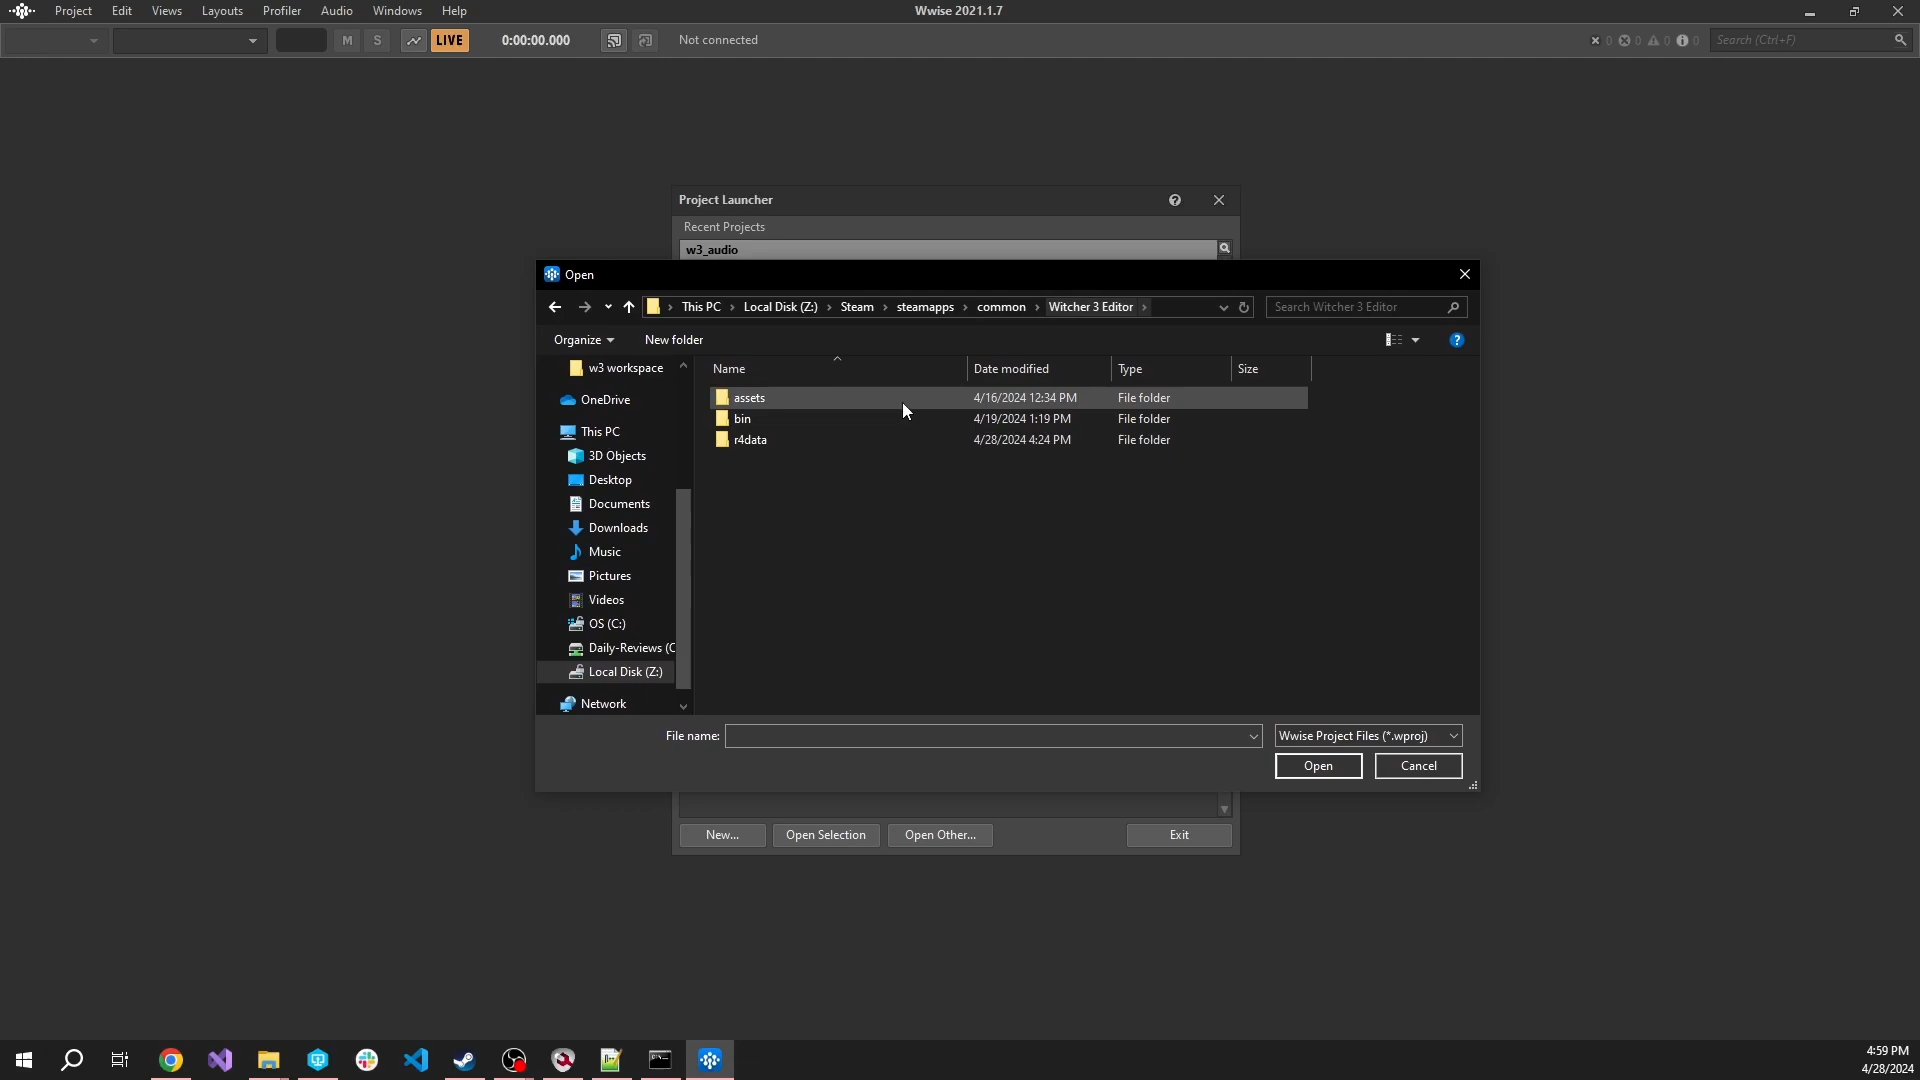 Project Edit Views Layouts Profiler Audio Windows Help Wwise 2021.1.7
M S LIVE 0:00:00.000 Not connected 0 0 0 0 Search (Ctrl+F)
Project Launcher
Recent Projects
w3_audio
Open
This PC > Local Disk (Z:) > Steam > steamapps > common > Witcher 3 Editor > Search Witcher 3 Editor
Organize New folder
Name Date modified Type Size
w3 workspace
OneDrive
This PC
3D Objects
Desktop
Documents
Downloads
Music
Pictures
Videos
OS (C:)
Daily-Reviews (C
Local Disk (Z:)
Network
assets 4/16/2024 12:34 PM File folder
bin 4/19/2024 1:19 PM File folder
r4data 4/28/2024 4:24 PM File folder
File name: Wwise Project Files (*.wproj)
Open Cancel
New... Open Selection Open Other... Exit
4:59 PM
4/28/2024